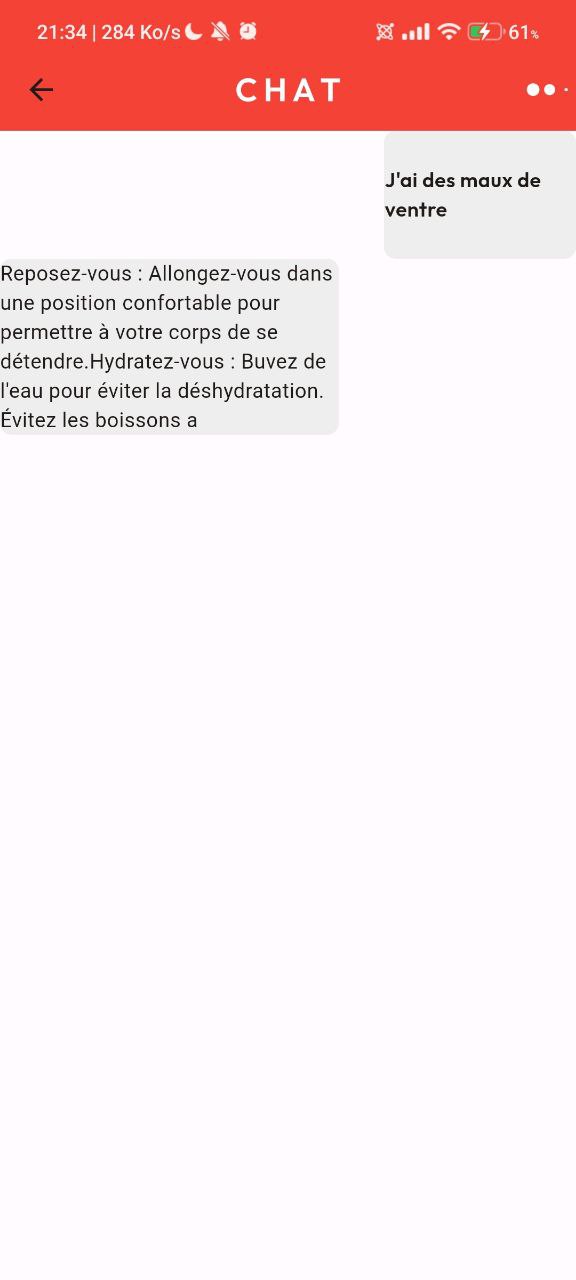 21:34 | 284 Ko/s 61%
CHAT
J'ai des maux de
ventre
Reposez-vous : Allongez-vous dans
une position confortable pour
permettre à votre corps de se
détendre.Hydratez-vous : Buvez de
l'eau pour éviter la déshydratation.
Évitez les boissons a